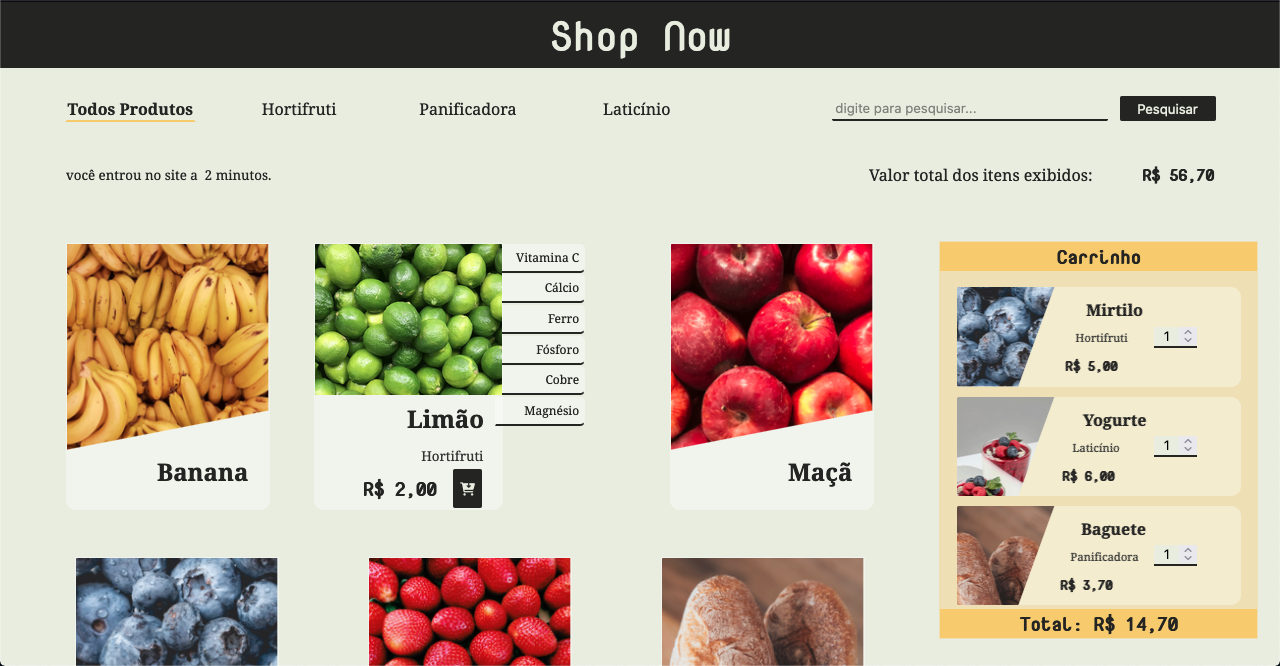 Shop Now
Todos Produtos Hortifruti Panificadora Laticínio digite para pesquisar... Pesquisar
você entrou no site a 2 minutos. Valor total dos itens exibidos: R$ 56,70
Banana
Vitamina C
Cálcio
Ferro
Fósforo
Cobre
Magnésio
Limão
Hortifruti
R$ 2,00
Maçã
Carrinho
Mirtilo
Hortifruti 1
R$ 5,00
Yogurte
Laticínio 1
R$ 6,00
Baguete
Panificadora 1
R$ 3,70
Total: R$ 14,70